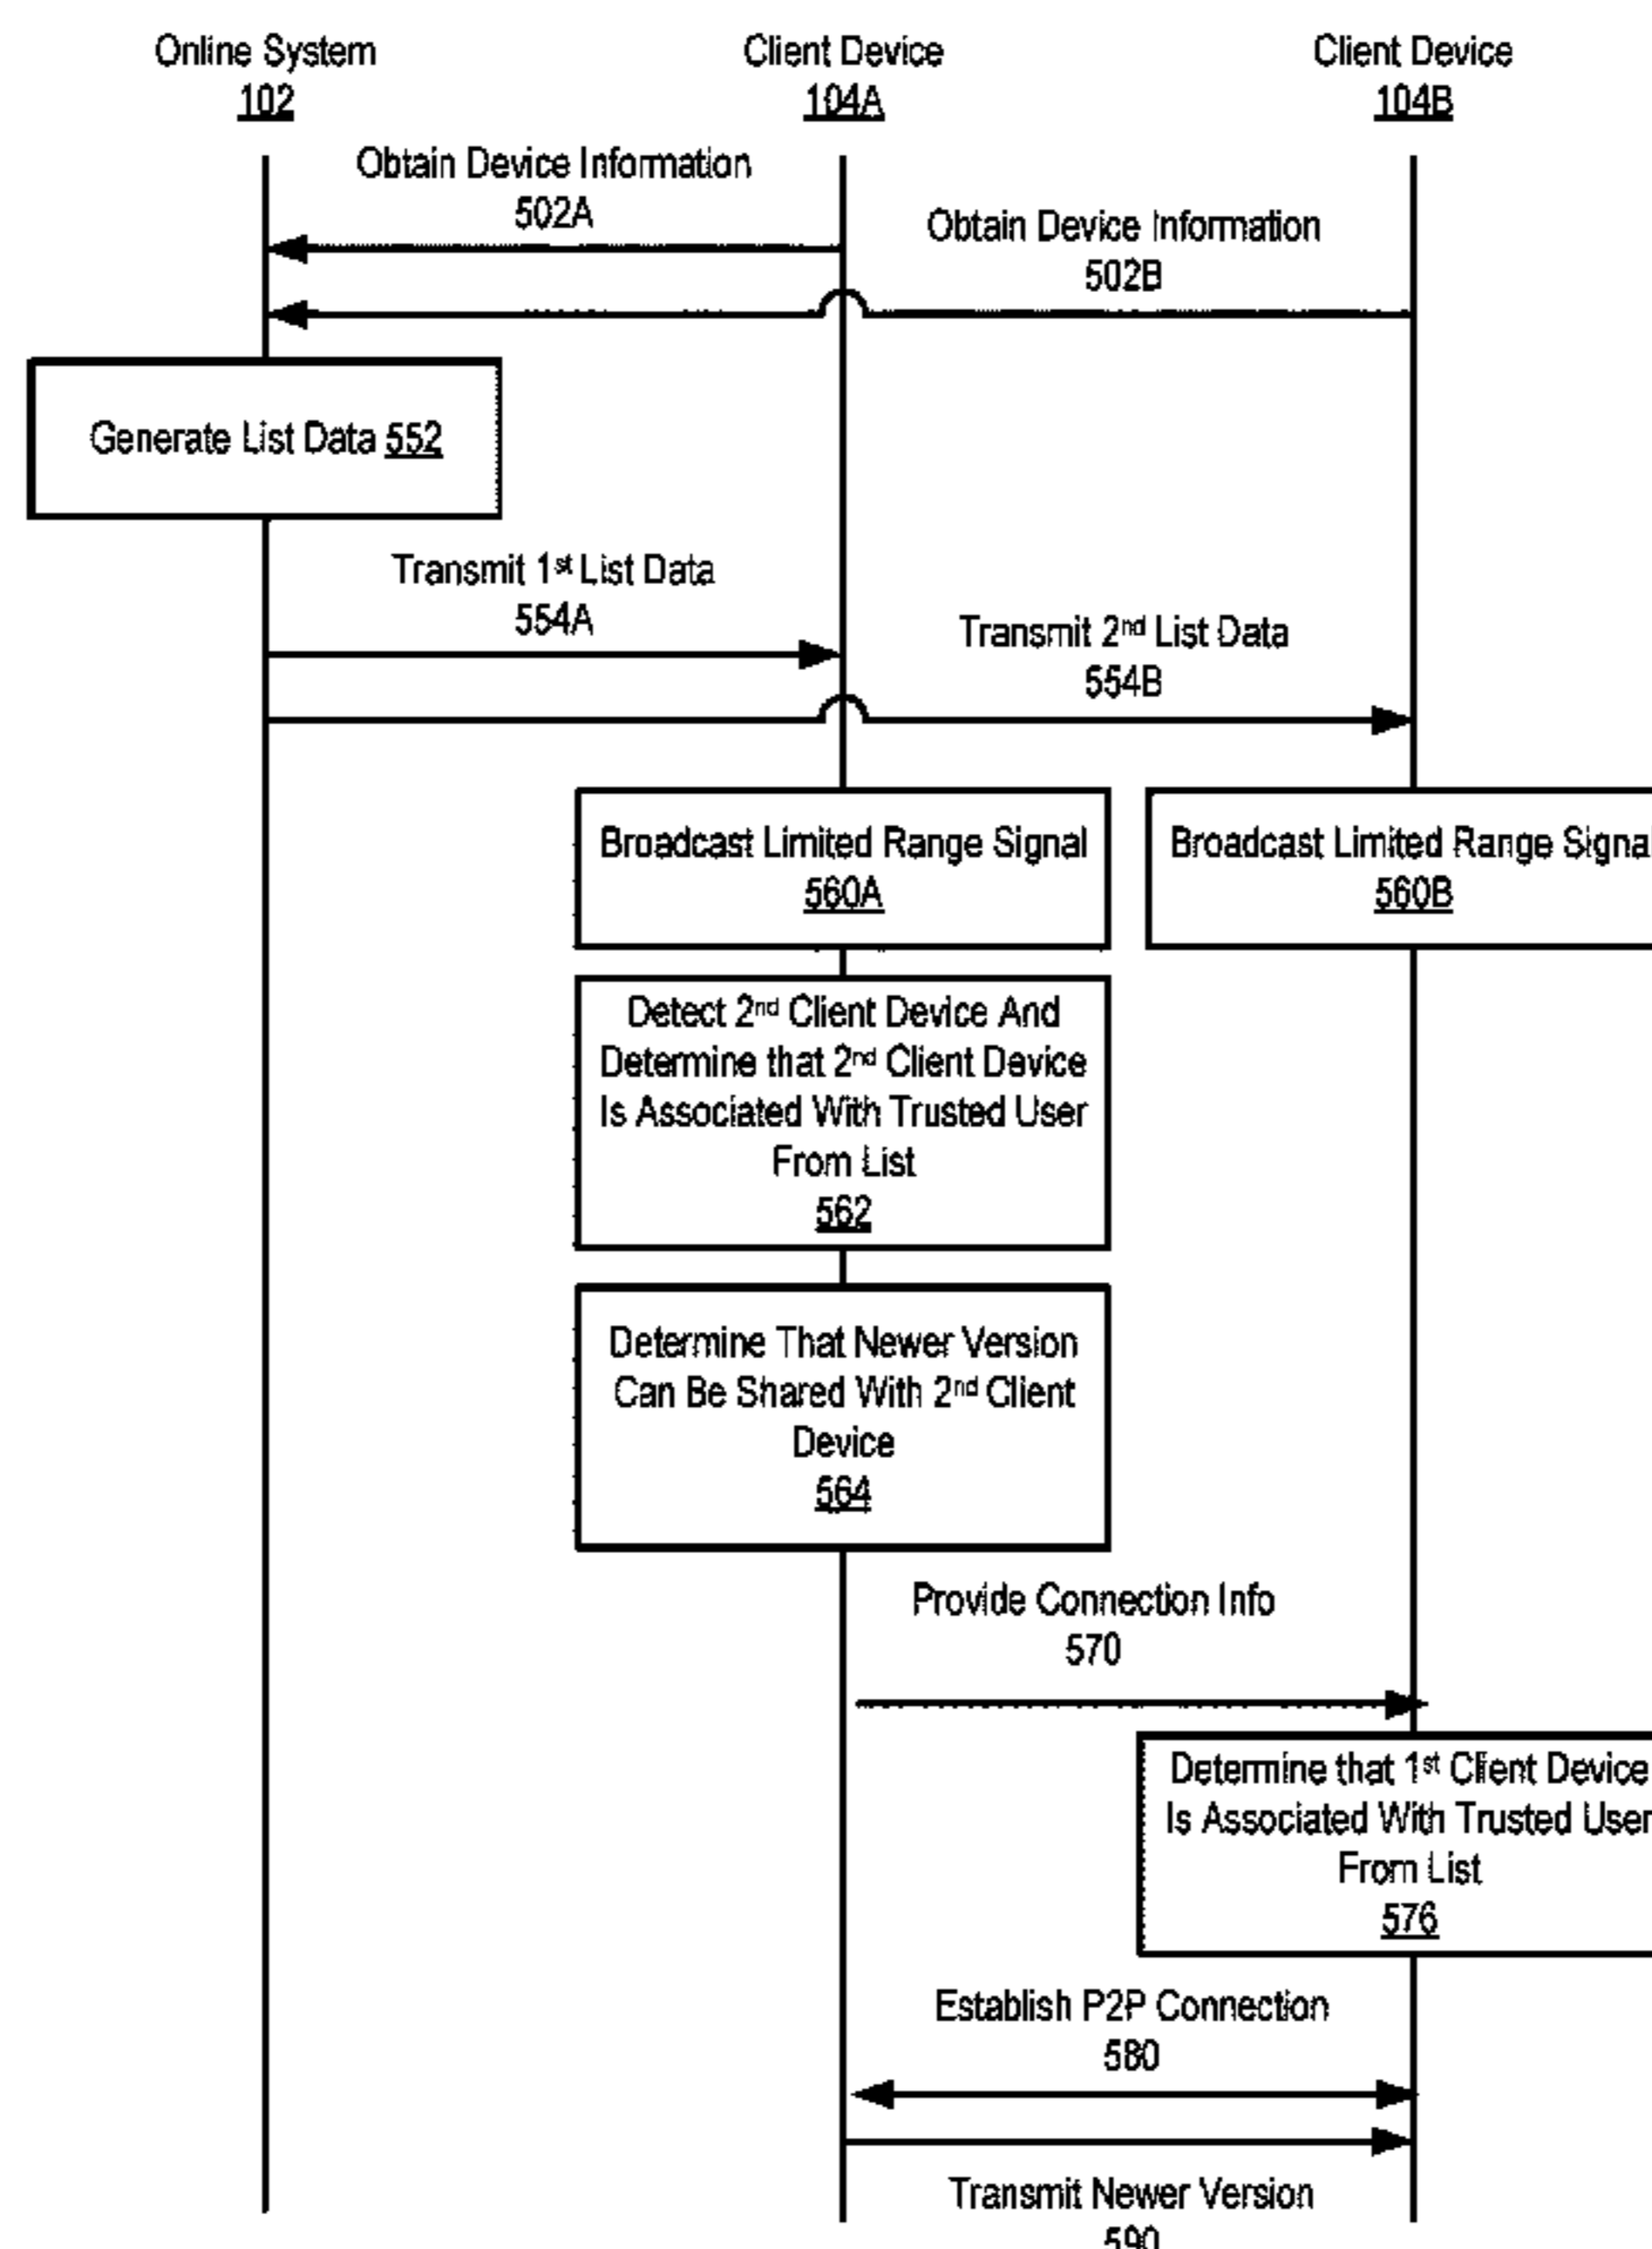 Online System
102
Client Device
104A
Client Device
104B
Obtain Device Information
502A
Obtain Device Information
502B
Generate List Data 552
Transmit 1st List Data
554A
Transmit 2nd List Data
554B
Broadcast Limited Range Signal
560A
Broadcast Limited Range Signal
560B
Detect 2nd Client Device And
Determine that 2nd Client Device
Is Associated With Trusted User
From List
562
Determine That Newer Version
Can Be Shared With 2nd Client
Device
564
Provide Connection Info
570
Determine that 1st Client Device
Is Associated With Trusted User
From List
576
Establish P2P Connection
580
Transmit Newer Version
590